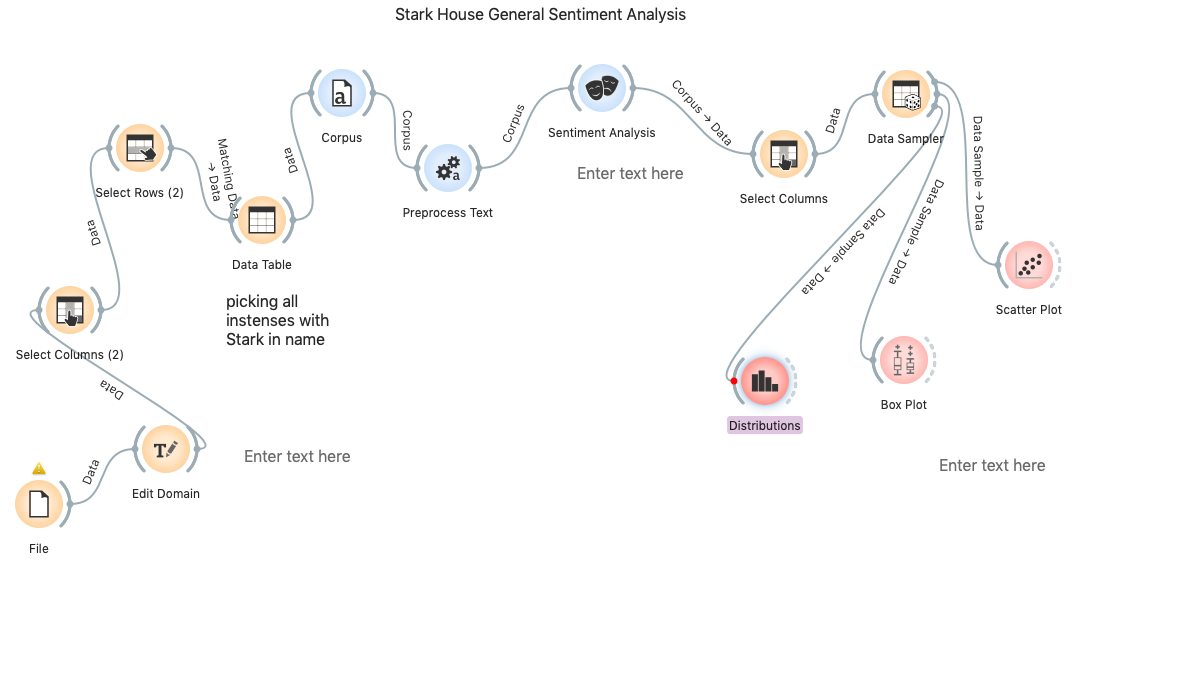 Stark House General Sentiment Analysis
Corpus
Corpus
Corpus
Sentiment Analysis
Corpus → Data
Data
Data Sampler
Enter text here
Select Columns
Preprocess Text
Data
Matching Data
→ Data
Select Rows (2)
Data Table
Data
picking all
instenses with
Stark in name
Data Sample → Data
Data Sample → Data
Data Sample → Data
Scatter Plot
Select Columns (2)
Data
Box Plot
Distributions
Enter text here
Enter text here
Data
Edit Domain
File
a
a
T